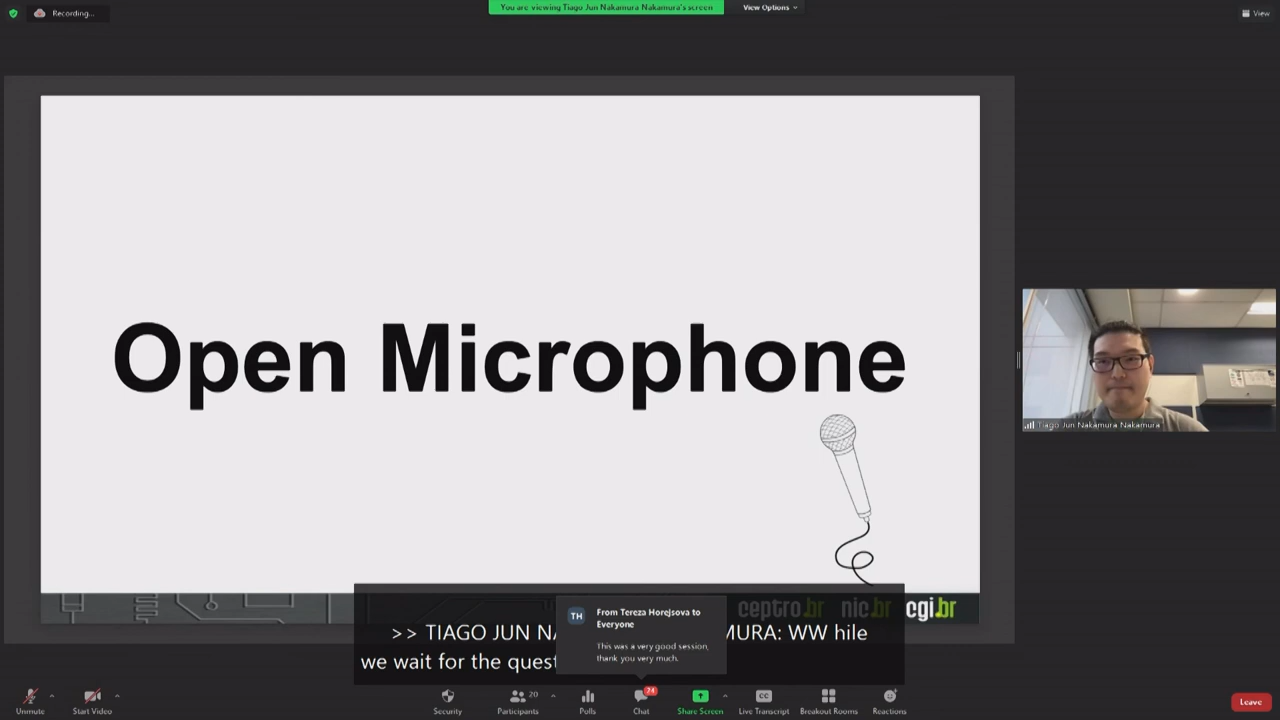 Recording...
You are viewing Tiago Jun Nakamura Nakamura's screen
View Options
View
Open Microphone
Tiago Jun Nakamura Nakamura
ceptro.br nic.br cgi.br
>> TIAGO JUN NA MURA: WW hile
we wait for the quest
TH
From Tereza Horejsova to
Everyone
This was a very good session,
thank you very much.
Unmute
Start Video
Security
Participants
20
Polls
Chat
24
Share Screen
CC
Live Transcript
Breakout Rooms
Reactions
Leave